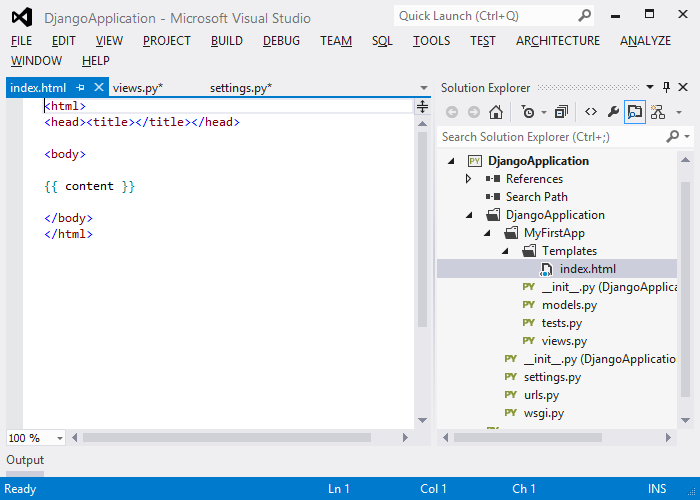 DjangoApplication - Microsoft Visual Studio
Quick Launch (Ctrl+Q)
FILE EDIT VIEW PROJECT BUILD DEBUG TEAM SQL TOOLS TEST ARCHITECTURE ANALYZE
WINDOW HELP
index.html views.py* settings.py*
<html>
<head><title></title></head>
<body>
{{ content }}
</body>
</html>
100 %
Solution Explorer
Search Solution Explorer (Ctrl+;)
PY DjangoApplication
References
Search Path
DjangoApplication
MyFirstApp
Templates
index.html
PY __init__.py (DjangoApplica
PY models.py
PY tests.py
PY views.py
PY __init__.py (DjangoApplicatio
PY settings.py
PY urls.py
PY wsgi.py
Output
Ready Ln 1 Col 1 Ch 1 INS